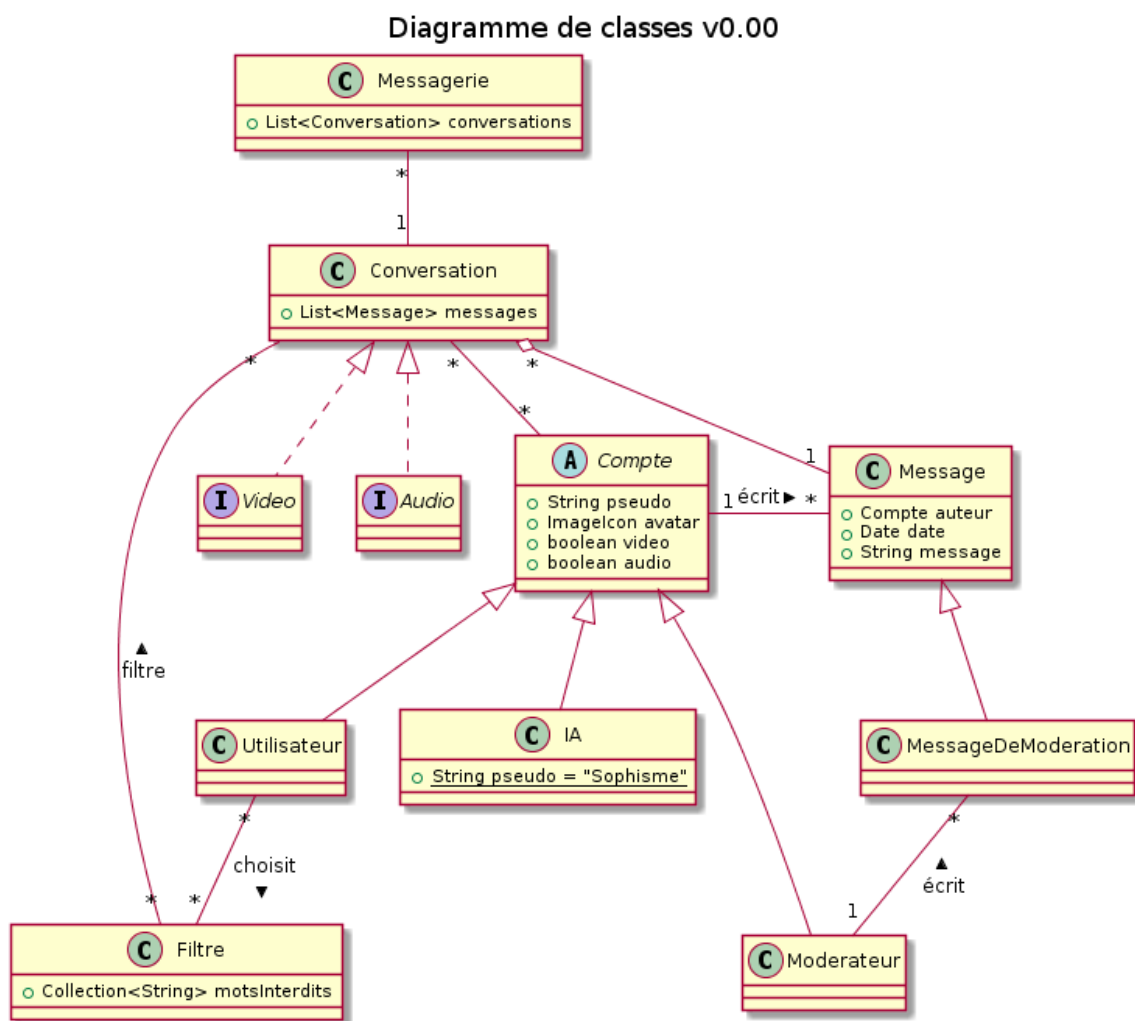 Diagramme de classes v0.00
C Messagerie
List<Conversation> conversations
*
1
C Conversation
List<Message> messages
*
*
*
*
1
I Video
I Audio
A Compte
String pseudo
ImageIcon avatar
boolean video
boolean audio
1 écrit ► *
C Message
Compte auteur
Date date
String message
▲
filtre
C Utilisateur
C IA
String pseudo = "Sophisme"
C MessageDeModeration
*
choisit
▼
*
*
*
▲
écrit
1
C Filtre
Collection<String> motsInterdits
C Moderateur